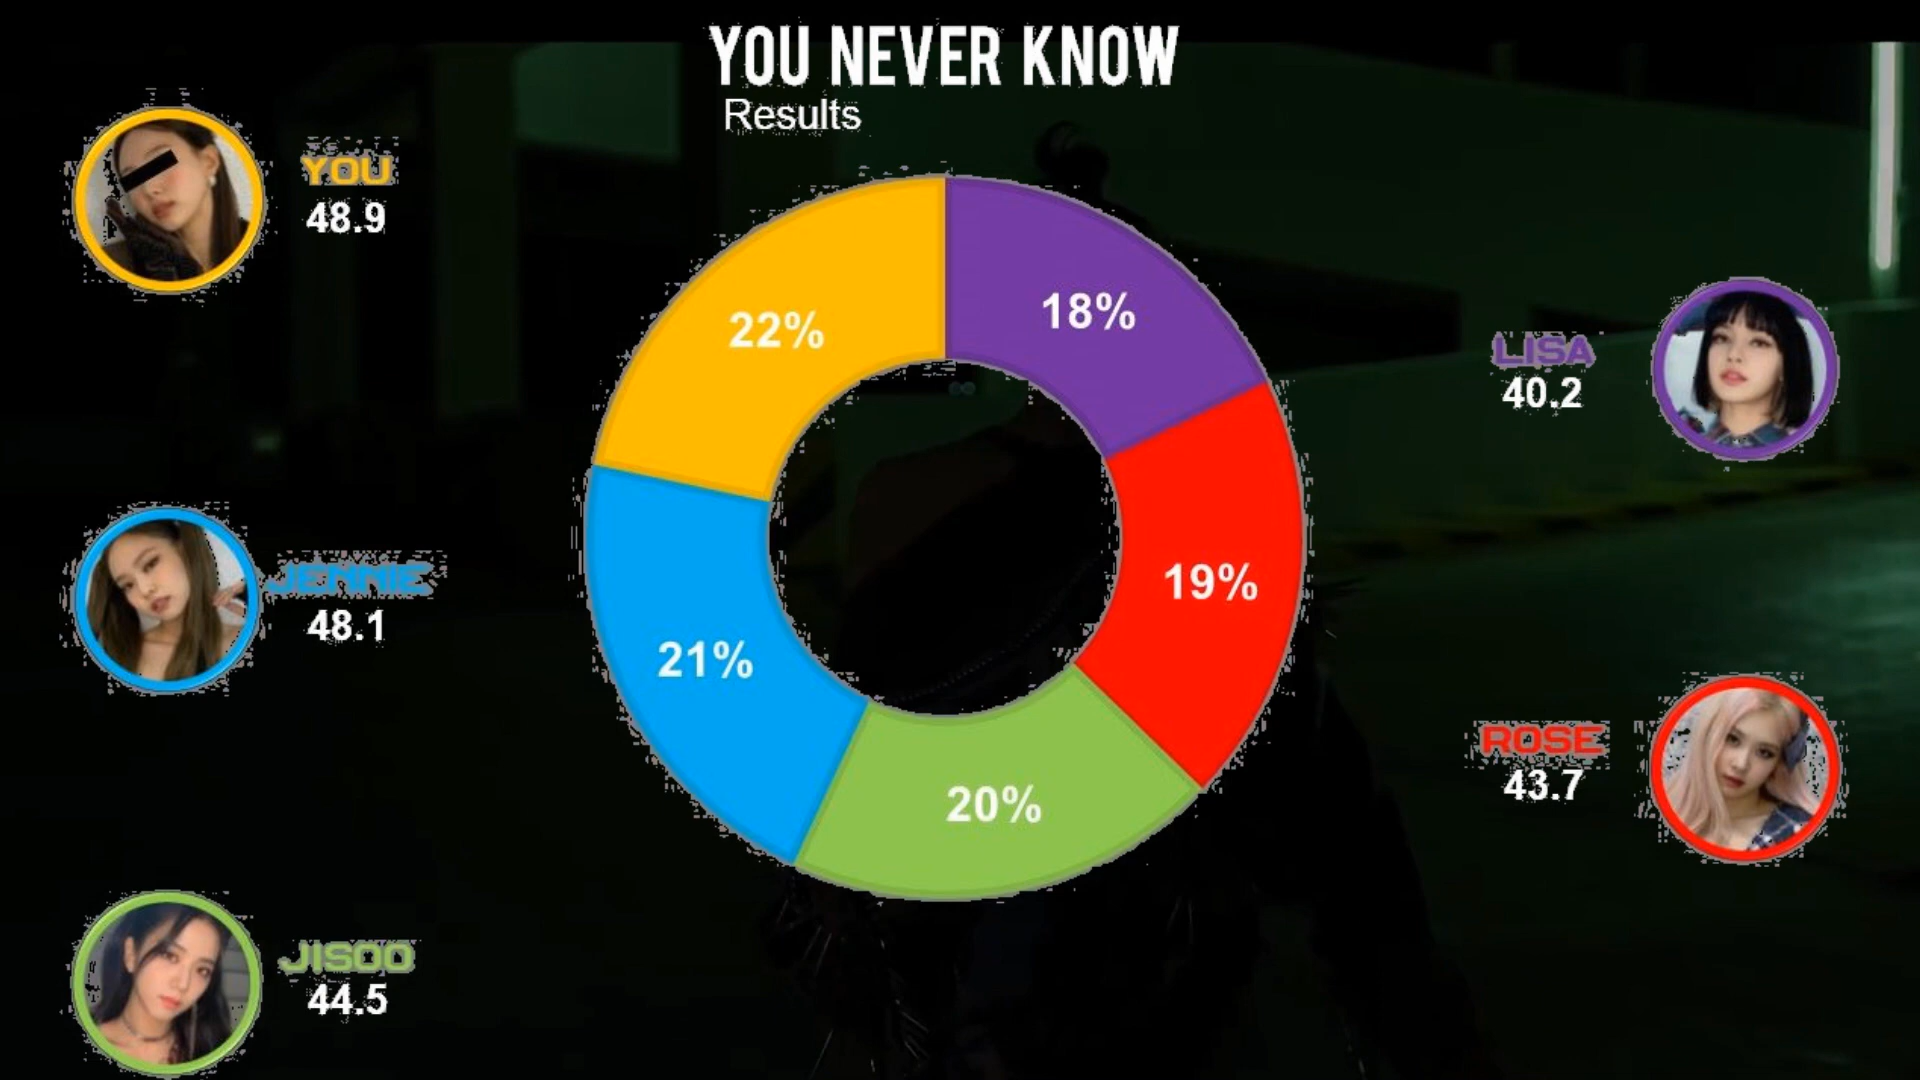 YOU NEVER KNOW
Results
YOU
48.9
22%
18%
LISA
40.2
JENNIE
48.1
21%
19%
ROSE
43.7
20%
JISOO
44.5